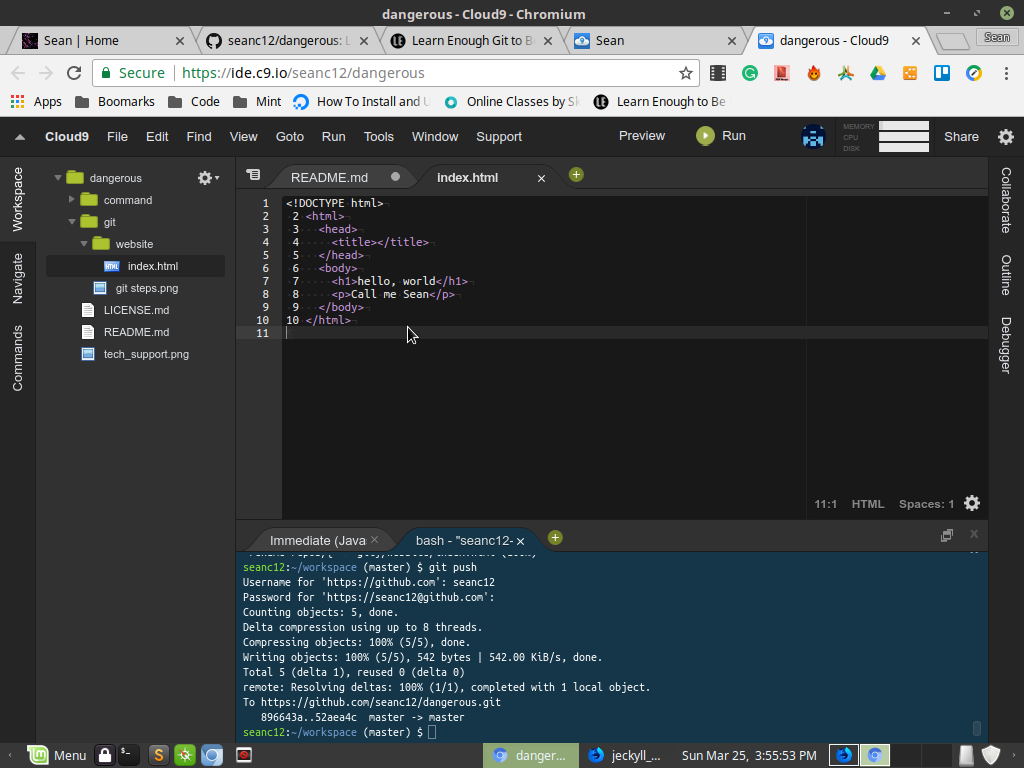 dangerous - Cloud9 - Chromium
Sean | Home
seanc12/dangerous: L
Learn Enough Git to B
Sean
dangerous - Cloud9
Sean
Secure
https://ide.c9.io/seanc12/dangerous
Apps
Boomarks
Code
Mint
How To Install and U
Online Classes by Sk
Learn Enough to Be
Cloud9 File Edit Find View Goto Run Tools Window Support
Preview
Run
MEMORY
CPU
DISK
Share
Workspace
Navigate
Commands
dangerous
command
git
website
index.html
git steps.png
LICENSE.md
README.md
tech_support.png
README.md
index.html
1 <!DOCTYPE html>
2 2 <html>
3 3 <head>
4 4 <title></title>
5 5 </head>
6 6 <body>
7 7 <h1>hello, world</h1>
8 8 <p>Call me Sean</p>
9 9 </body>
10 10 </html>
11
11:1 HTML Spaces: 1
Collaborate
Outline
Debugger
Immediate (Java
bash - "seanc12-
seanc12:~/workspace (master) $ git push
Username for 'https://github.com': seanc12
Password for 'https://seanc12@github.com':
Counting objects: 5, done.
Delta compression using up to 8 threads.
Compressing objects: 100% (5/5), done.
Writing objects: 100% (5/5), 542 bytes | 542.00 KiB/s, done.
Total 5 (delta 1), reused 0 (delta 0)
remote: Resolving deltas: 100% (1/1), completed with 1 local object.
To https://github.com/seanc12/dangerous.git
896643a..52aea4c master -> master
seanc12:~/workspace (master) $
Menu
danger...
jeckyll_...
Sun Mar 25, 3:55:53 PM